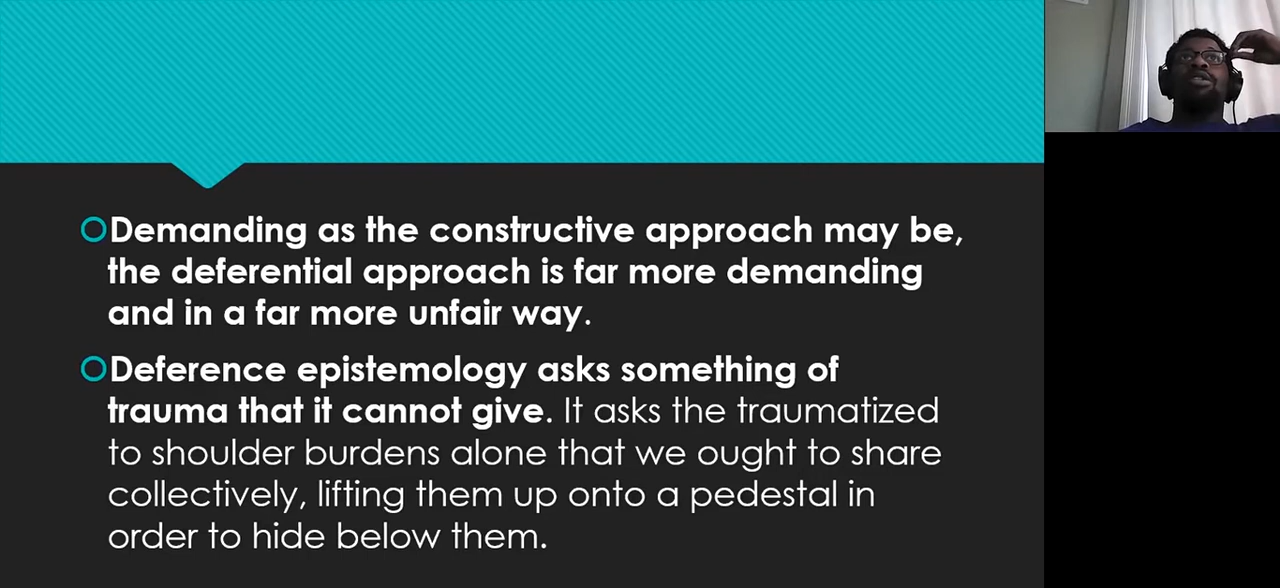 Demanding as the constructive approach may be,
the deferential approach is far more demanding
and in a far more unfair way.
Deference epistemology asks something of
trauma that it cannot give. It asks the traumatized
to shoulder burdens alone that we ought to share
collectively, lifting them up onto a pedestal in
order to hide below them.